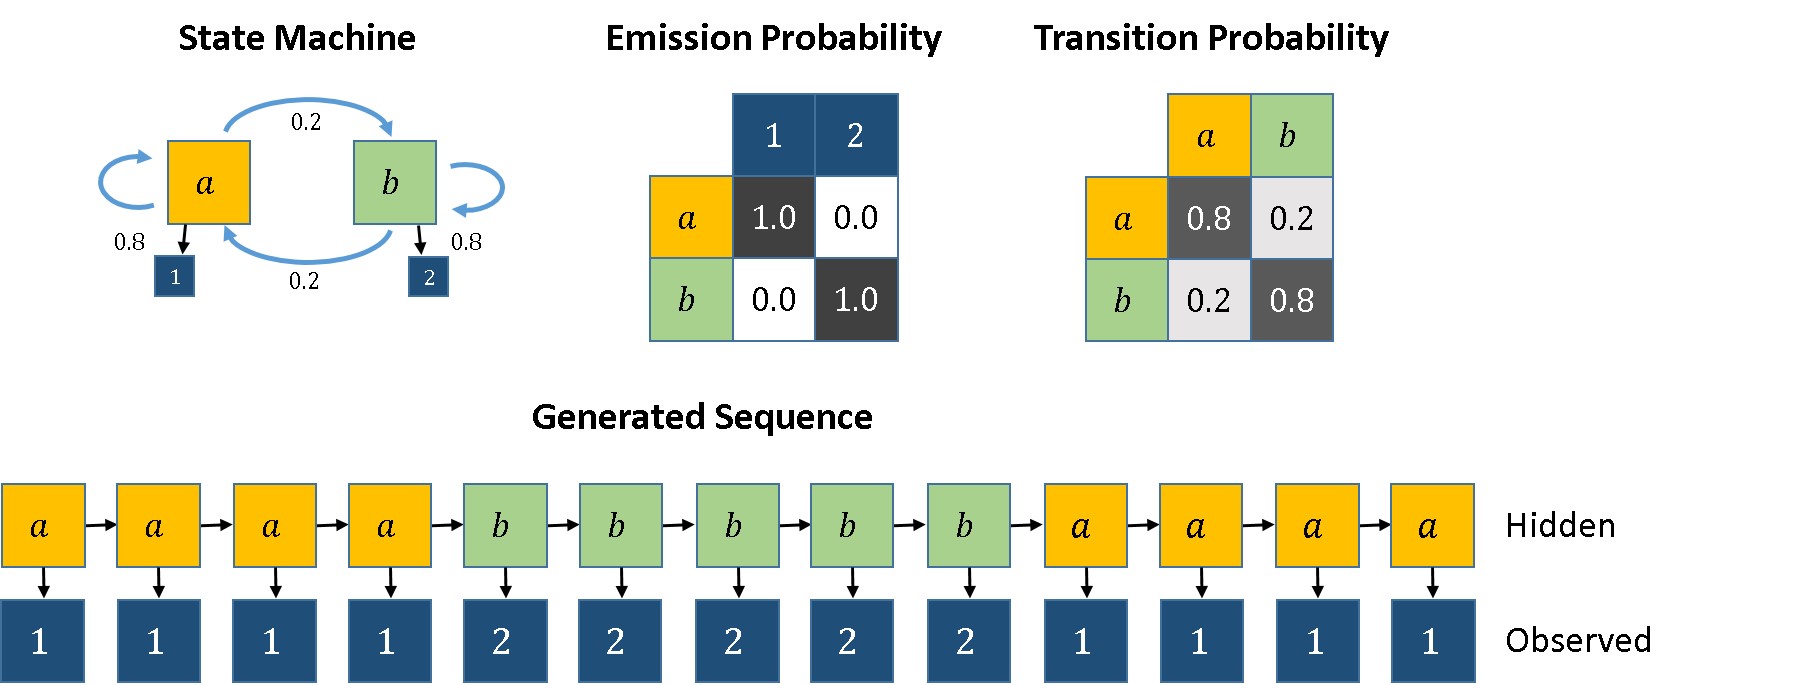 State Machine
Emission Probability
Transition Probability
0.2
a
b
0.8
0.8
0.2
1
2
1 2
a 1.0 0.0
b 0.0 1.0
a b
a 0.8 0.2
b 0.2 0.8
Generated Sequence
a a a a b b b b b a a a a Hidden
1 1 1 1 2 2 2 2 2 1 1 1 1 Observed